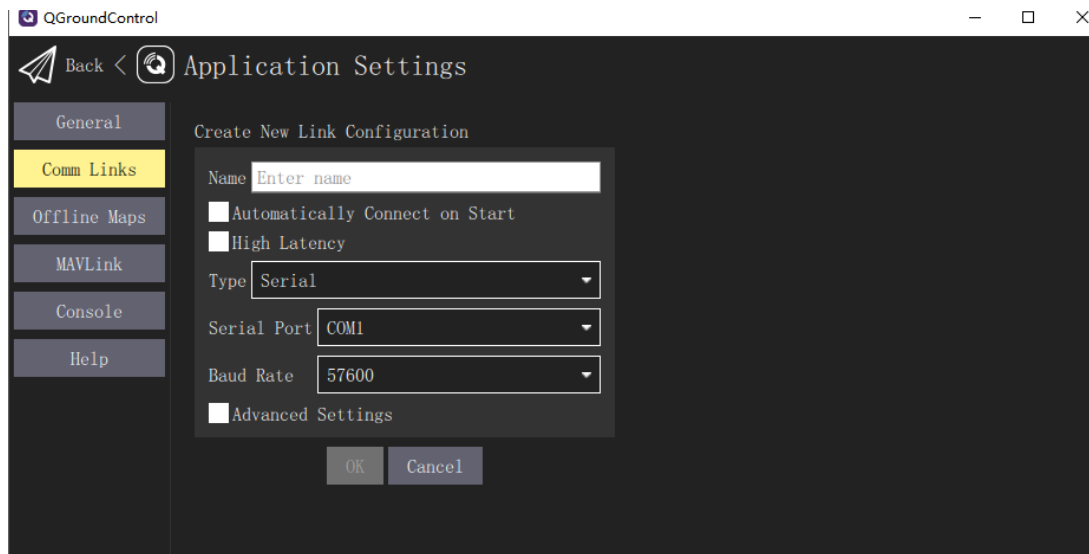 QGroundControl
Back < Application Settings
General
Comm Links
Offline Maps
MAVLink
Console
Help
Create New Link Configuration
Name Enter name
Automatically Connect on Start
High Latency
Type Serial
Serial Port COM1
Baud Rate 57600
Advanced Settings
OK Cancel